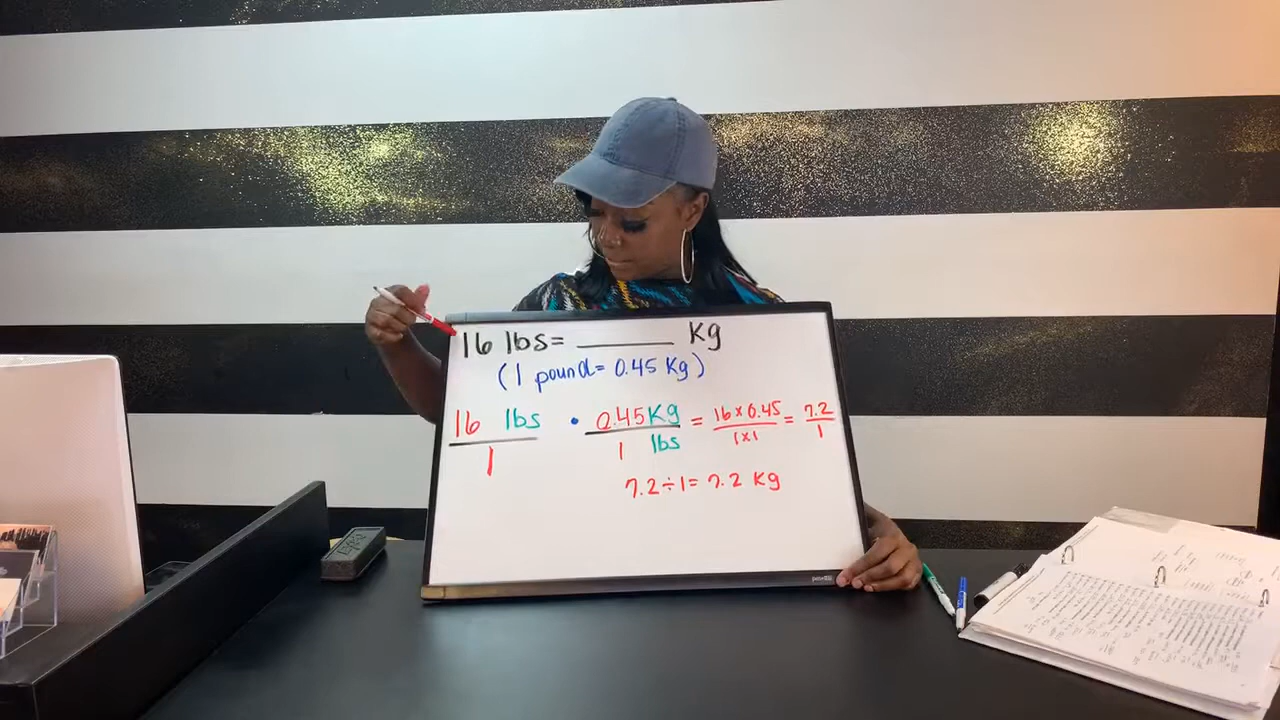 16 lbs= ______ Kg
(1 pound= 0.45 Kg)
16 lbs / 1 • 0.45 Kg / 1 lbs = 16 x 0.45 / 1 x 1 = 7.2 / 1
7.2 ÷ 1 = 7.2 Kg